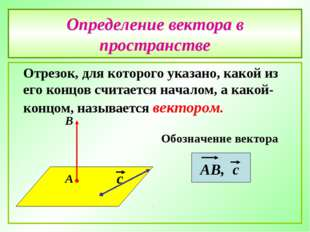 Определение вектора в
пространстве
Отрезок, для которого указано, какой из
его концов считается началом, а какой-
концом, называется вектором.
B
Обозначение вектора
A
c
AB, c